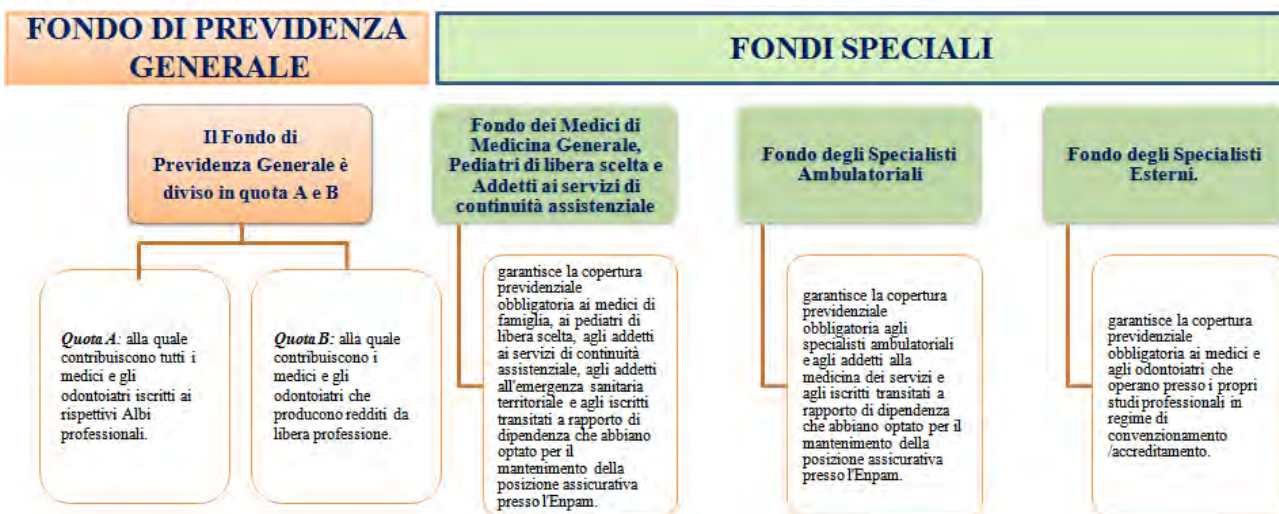 FONDO DI PREVIDENZA
GENERALE
FONDI SPECIALI
Il Fondo di
Previdenza Generale è
diviso in quota A e B
Quota A: alla quale
contribuiscono tutti i
medici e gli
odontoiatri iscritti ai
rispettivi Albi
professionali.
Quota B: alla quale
contribuiscono i
medici e gli
odontoiatri che
producono redditi da
libera professione.
Fondo dei Medici di
Medicina Generale,
Pediatri di libera scelta e
Addetti ai servizi di
continuità assistenziale
garantisce la copertura
previdenziale
obbligatoria ai medici di
famiglia, ai pediatri di
libera scelta, agli addetti
ai servizi di continuità
assistenziale, agli addetti
all'emergenza sanitaria
territoriale e agli iscritti
transitati a rapporto di
dipendenza che abbiano
optato per il
mantenimento della
posizione assicurativa
presso l'Enpam.
Fondo degli Specialisti
Ambulatoriali
garantisce la copertura
previdenziale
obbligatoria agli
specialisti ambulatoriali
e agli addetti alla
medicina dei servizi e
agli iscritti transitati a
rapporto di dipendenza
che abbiano optato per il
mantenimento della
posizione assicurativa
presso l'Enpam.
Fondo degli Specialisti
Esterni.
garantisce la copertura
previdenziale
obbligatoria ai medici e
agli odontoiatri che
operano presso i propri
studi professionali in
regime di
convenzionamento
/accreditamento.